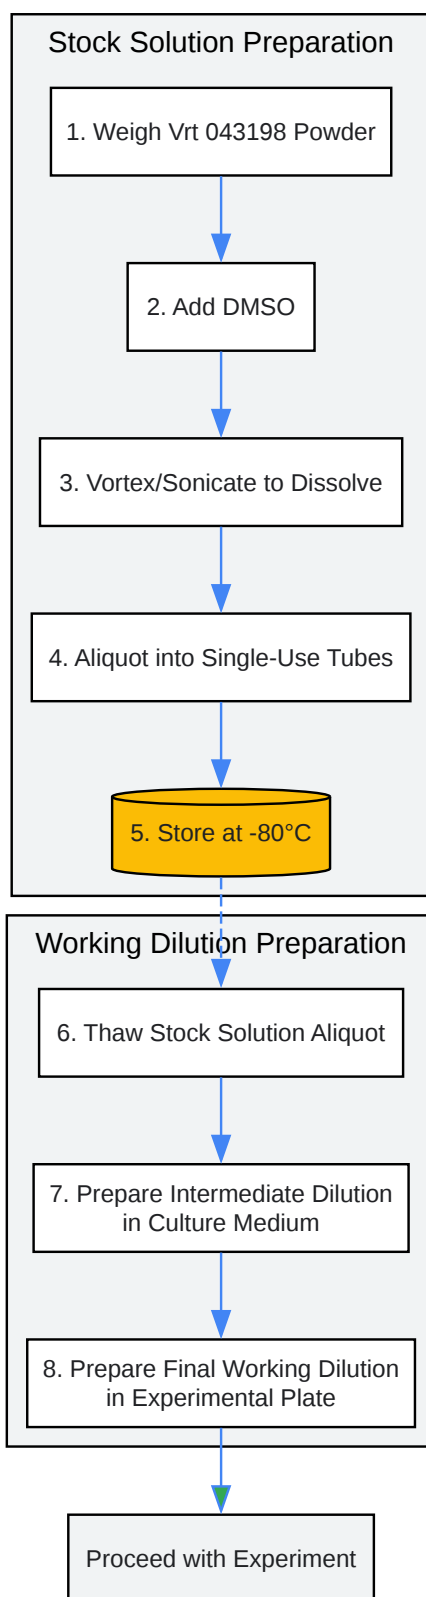 Stock Solution Preparation
1. Weigh Vrt 043198 Powder
2. Add DMSO
3. Vortex/Sonicate to Dissolve
4. Aliquot into Single-Use Tubes
5. Store at -80°C
Working Dilution Preparation
6. Thaw Stock Solution Aliquot
7. Prepare Intermediate Dilution
in Culture Medium
8. Prepare Final Working Dilution
in Experimental Plate
Proceed with Experiment